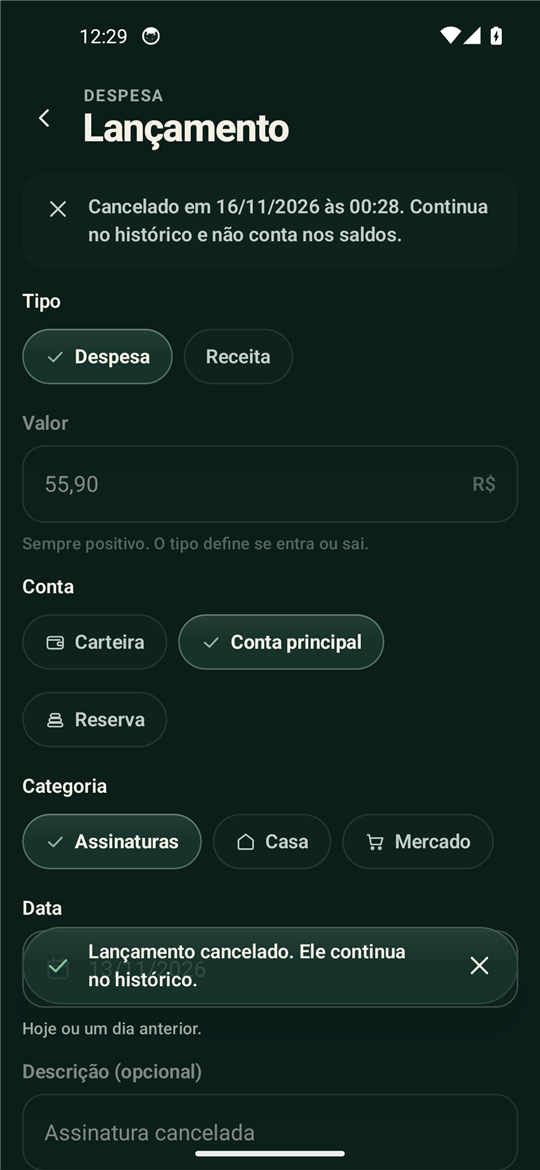 12:29
DESPESA
Lançamento
Cancelado em 16/11/2026 às 00:28. Continua
no histórico e não conta nos saldos.
Tipo
Despesa
Receita
Valor
55,90
R$
Sempre positivo. O tipo define se entra ou sai.
Conta
Carteira
Conta principal
Reserva
Categoria
Assinaturas
Casa
Mercado
Data
13/11/2026
Lançamento cancelado. Ele continua
no histórico.
Hoje ou um dia anterior.
Descrição (opcional)
Assinatura cancelada